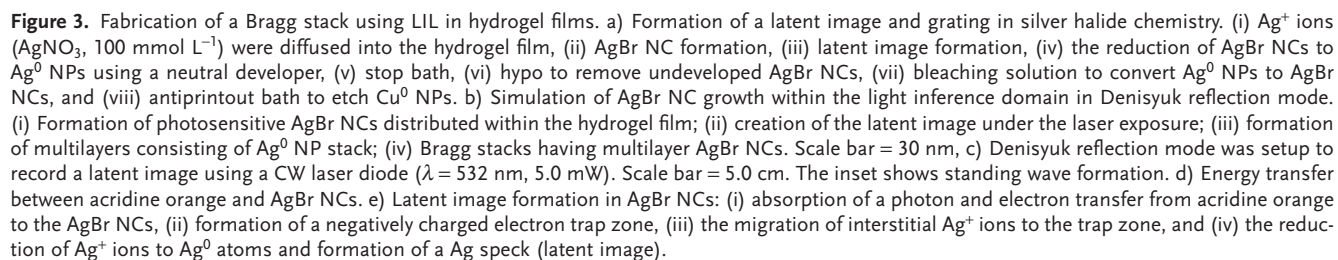 Figure 3. Fabrication of a Bragg stack using LIL in hydrogel films. a) Formation of a latent image and grating in silver halide chemistry. (i) Ag⁺ ions
(AgNO₃, 100 mmol L⁻¹) were diffused into the hydrogel film, (ii) AgBr NC formation, (iii) latent image formation, (iv) the reduction of AgBr NCs to
Ag⁰ NPs using a neutral developer, (v) stop bath, (vi) hypo to remove undeveloped AgBr NCs, (vii) bleaching solution to convert Ag⁰ NPs to AgBr
NCs, and (viii) antiprintout bath to etch Cu⁰ NPs. b) Simulation of AgBr NC growth within the light inference domain in Denisyuk reflection mode.
(i) Formation of photosensitive AgBr NCs distributed within the hydrogel film; (ii) creation of the latent image under the laser exposure; (iii) formation
of multilayers consisting of Ag⁰ NP stack; (iv) Bragg stacks having multilayer AgBr NCs. Scale bar = 30 nm, c) Denisyuk reflection mode was setup to
record a latent image using a CW laser diode (λ = 532 nm, 5.0 mW). Scale bar = 5.0 cm. The inset shows standing wave formation. d) Energy transfer
between acridine orange and AgBr NCs. e) Latent image formation in AgBr NCs: (i) absorption of a photon and electron transfer from acridine orange
to the AgBr NCs, (ii) formation of a negatively charged electron trap zone, (iii) the migration of interstitial Ag⁺ ions to the trap zone, and (iv) the reduc-
tion of Ag⁺ ions to Ag⁰ atoms and formation of a Ag speck (latent image).